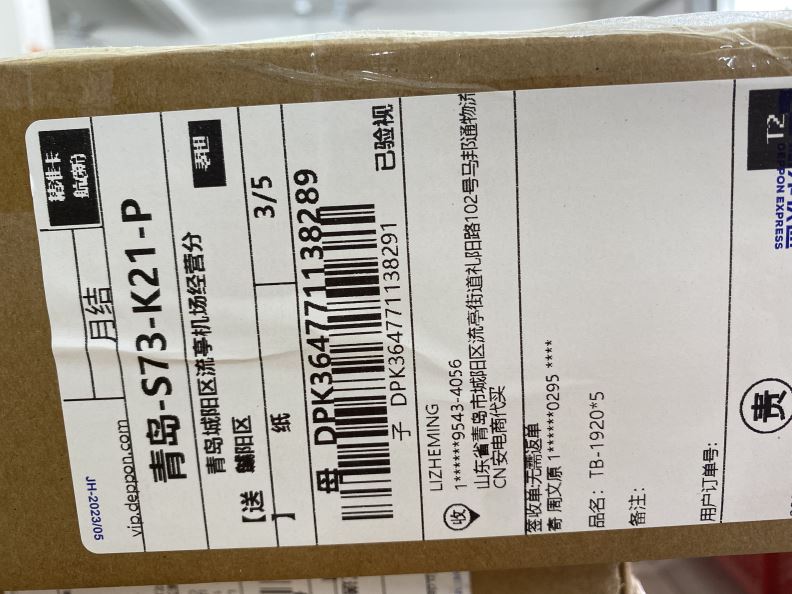 精准卡
航(新)
T2
DEPPON EXPRESS
月结
vip.deppon.com
JH-2023/05
青岛-S73-K21-P
青岛城阳区流亭机场经营分
【送 阳区
】
3/5
纸
已验视
母 DPK364771138289
子 DPK364771138291
收
LIZHEMING
1******9543-4056
山东省青岛市城阳区流亭街道礼阳路102号马邦通物流
CN安电商代买
签收单:无需返单
寄 周文原 1******0295 ****
品名: TB-1920*5
备注:
用户订单号:
贵